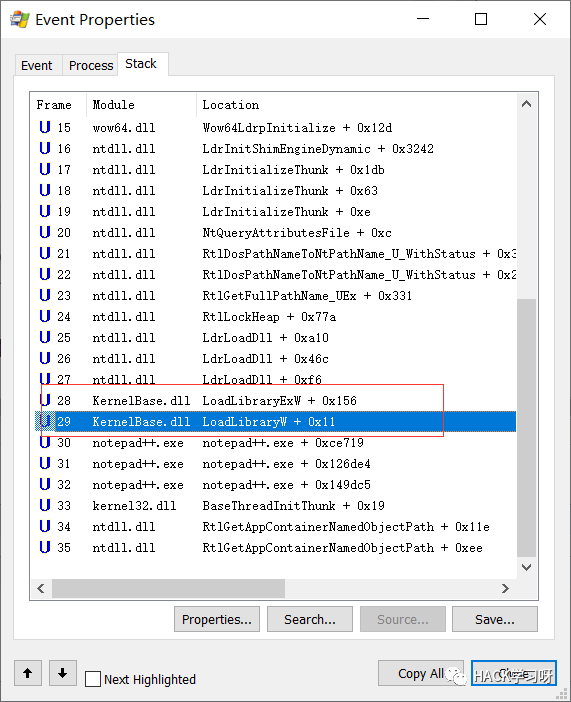 Event Properties
Event Process Stack
Frame Module Location
U 15 wow64.dll Wow64LdrpInitialize + 0x12d
U 16 ntdll.dll LdrInitShimEngineDynamic + 0x3242
U 17 ntdll.dll LdrInitializeThunk + 0x1db
U 18 ntdll.dll LdrInitializeThunk + 0x63
U 19 ntdll.dll LdrInitializeThunk + 0xe
U 20 ntdll.dll NtQueryAttributesFile + 0xc
U 21 ntdll.dll RtlDosPathNameToNtPathName_U_WithStatus + 0x3
U 22 ntdll.dll RtlDosPathNameToNtPathName_U_WithStatus + 0x2
U 23 ntdll.dll RtlGetFullPathName_UEx + 0x331
U 24 ntdll.dll RtlLockHeap + 0x77a
U 25 ntdll.dll LdrLoadDll + 0xa10
U 26 ntdll.dll LdrLoadDll + 0x46c
U 27 ntdll.dll LdrLoadDll + 0xf6
U 28 KernelBase.dll LoadLibraryExW + 0x156
U 29 KernelBase.dll LoadLibraryW + 0x11
U 30 notepad++.exe notepad++.exe + 0xce719
U 31 notepad++.exe notepad++.exe + 0x126de4
U 32 notepad++.exe notepad++.exe + 0x149dc5
U 33 kernel32.dll BaseThreadInitThunk + 0x19
U 34 ntdll.dll RtlGetAppContainerNamedObjectPath + 0x11e
U 35 ntdll.dll RtlGetAppContainerNamedObjectPath + 0xee
Properties... Search... Source... Save...
Next Highlighted Copy All Close
HACK学习呀